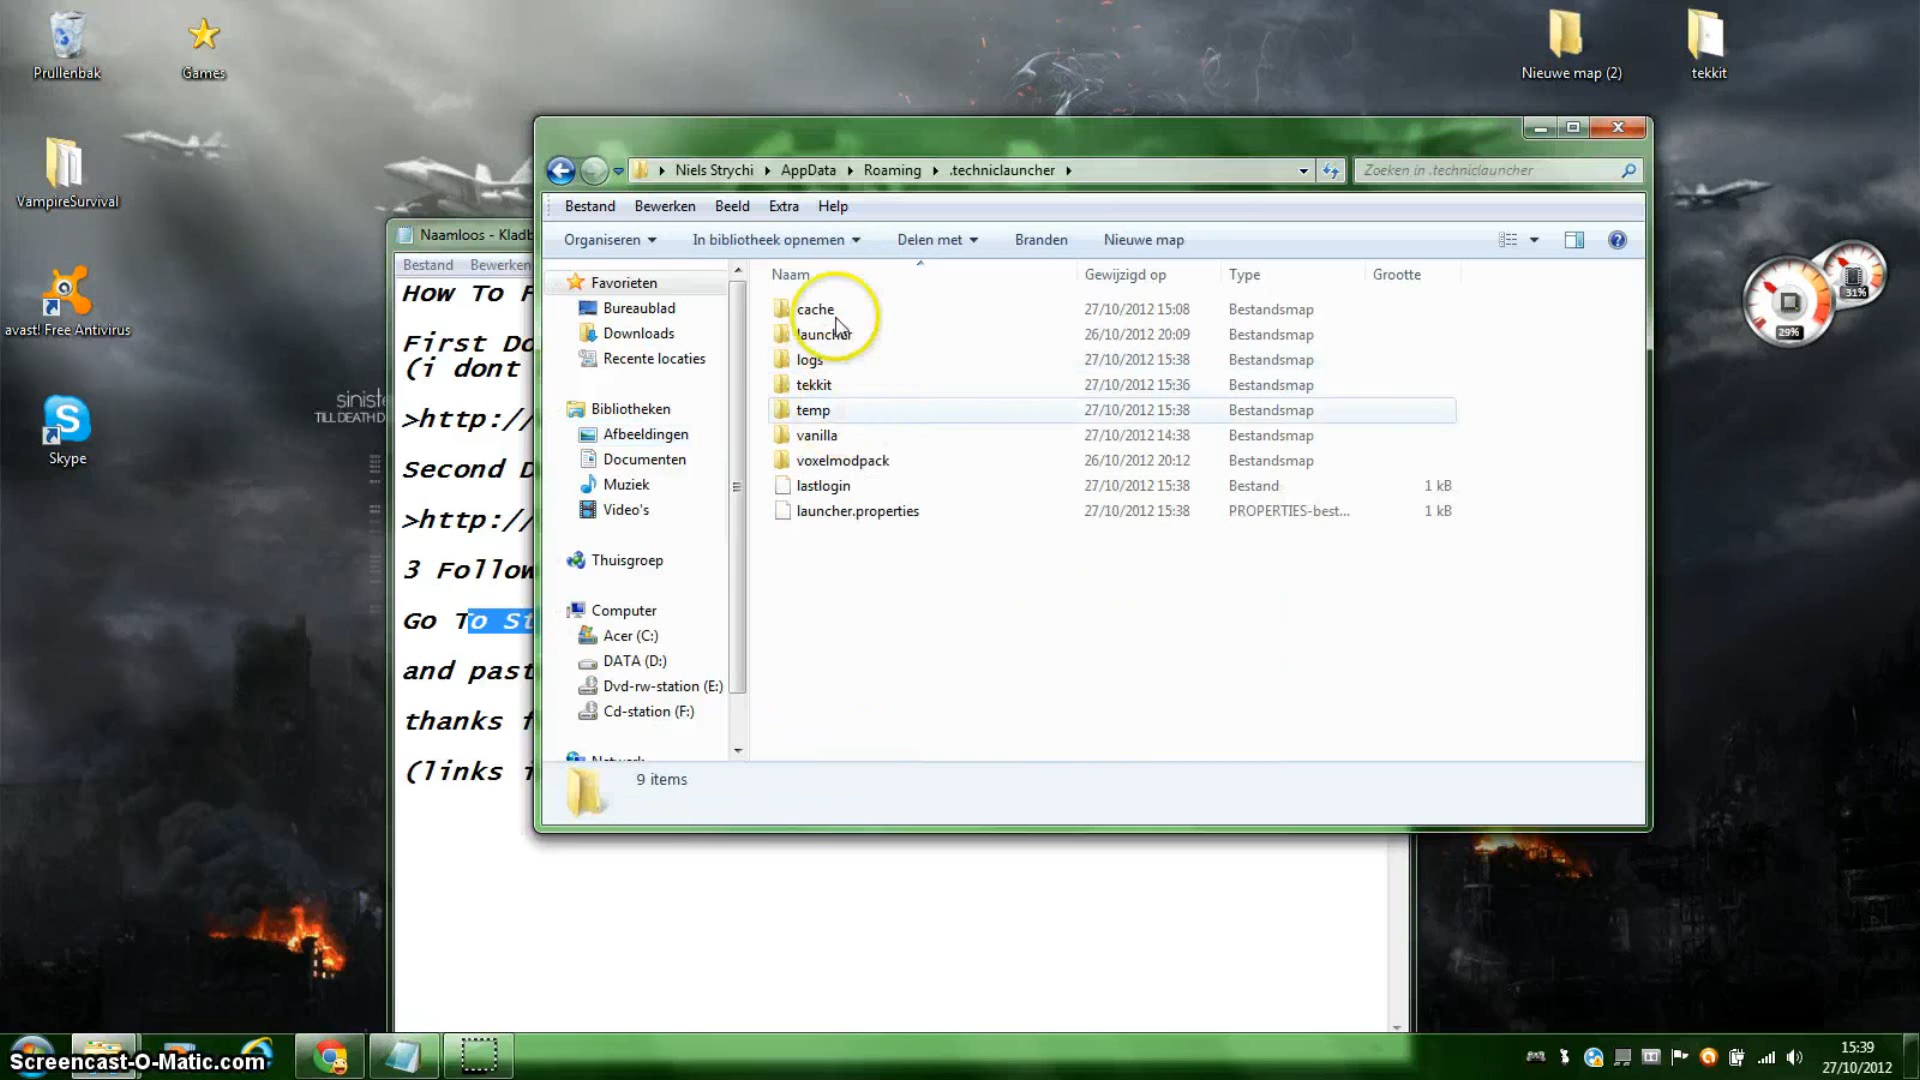 Prullenbak
Games
Nieuwe map (2)
tekkit
VampireSurvival
avast! Free Antivirus
Skype
TILL DEATH D
31%
29%
Naamloos - Kladb
Bestand Bewerken
How To F
First Do
(i dont
>http://
Second D
>http://
3 Follow
Go To St
and past
thanks f
(links i
Niels Strychi AppData Roaming .techniclauncher
Zoeken in .techniclauncher
Bestand Bewerken Beeld Extra Help
Organiseren In bibliotheek opnemen Delen met Branden Nieuwe map
Favorieten
Bureaublad
Downloads
Recente locaties
Bibliotheken
Afbeeldingen
Documenten
Muziek
Video's
Thuisgroep
Computer
Acer (C:)
DATA (D:)
Dvd-rw-station (E:)
Cd-station (F:)
Naam Gewijzigd op Type Grootte
cache 27/10/2012 15:08 Bestandsmap
launcher 26/10/2012 20:09 Bestandsmap
logs 27/10/2012 15:38 Bestandsmap
tekkit 27/10/2012 15:36 Bestandsmap
temp 27/10/2012 15:38 Bestandsmap
vanilla 27/10/2012 14:38 Bestandsmap
voxelmodpack 26/10/2012 20:12 Bestandsmap
lastlogin 27/10/2012 15:38 Bestand 1 kB
launcher.properties 27/10/2012 15:38 PROPERTIES-best... 1 kB
9 items
Screencast-O-Matic.com
15:39
27/10/2012